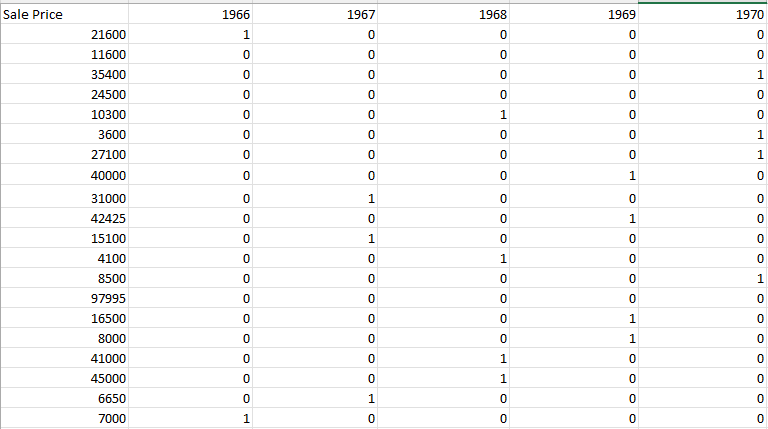 Sale Price 1966 1967 1968 1969 1970
21600 1 0 0 0 0
11600 0 0 0 0 0
35400 0 0 0 0 1
24500 0 0 0 0 0
10300 0 0 1 0 0
3600 0 0 0 0 1
27100 0 0 0 0 1
40000 0 0 0 1 0
31000 0 1 0 0 0
42425 0 0 0 1 0
15100 0 1 0 0 0
4100 0 0 1 0 0
8500 0 0 0 0 1
97995 0 0 0 0 0
16500 0 0 0 1 0
8000 0 0 0 1 0
41000 0 0 1 0 0
45000 0 0 1 0 0
6650 0 1 0 0 0
7000 1 0 0 0 0